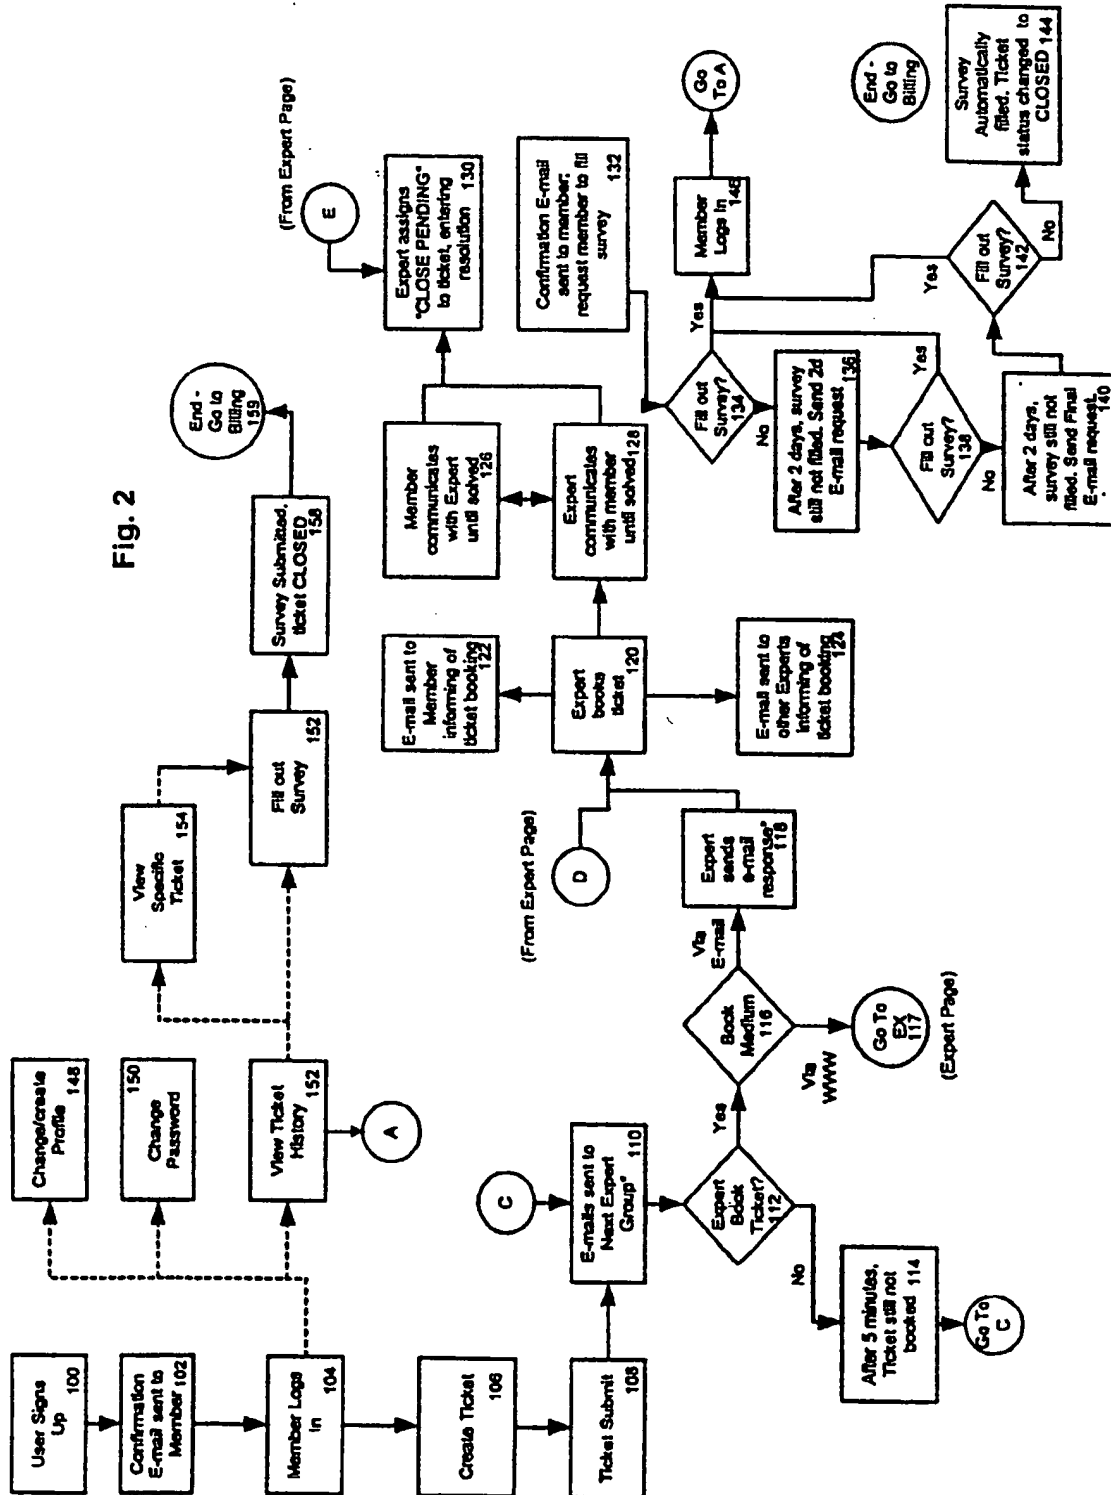 Fig. 2
User Signs
Up
100
Confirmation
E-mail sent to
Member 102
Member Logs
In
104
Create Ticket
106
Ticket Submit
108
Change/create
Profile 148
150
Change
Password
View Ticket
History 152
A
View
Specific
Ticket 154
Fill out
Survey
152
Survey Submitted,
ticket CLOSED
158
End -
Go to
Billing
159
C
E-mails sent to
Next Expert
Group"
110
Expert
Book
Ticket?
112
No
After 5 minutes,
Ticket still not
booked 114
Go To
C
Yes
Book
Medium
116
Via
WWW
Go To
EX
117
(Expert Page)
Via
E-mail
Expert
sends
e-mail
response"
118
(From Expert Page)
D
Expert
books
ticket
120
E-mail sent to
Member
informing of
ticket booking
122
E-mail sent to
other Experts
informing of
ticket booking
124
Member
communicates
with Expert
until solved
126
Expert
communicates
with member
until solved 128
(From Expert Page)
E
Expert assigns
"CLOSE PENDING"
to ticket, entering
resolution 130
Confirmation E-mail
sent to member;
request member to fill
survey
132
Fill out
Survey?
134
Yes
No
After 2 days, survey
still not filled. Send 2d
E-mail request
136
Fill out
Survey?
138
Yes
No
After 2 days,
survey still not
filled. Send Final
E-mail request.
140
Member
Logs In
146
Go
To A
Fill out
Survey?
142
Yes
No
Survey
Automatically
filled. Ticket
status changed to
CLOSED 144
End -
Go to
Billing